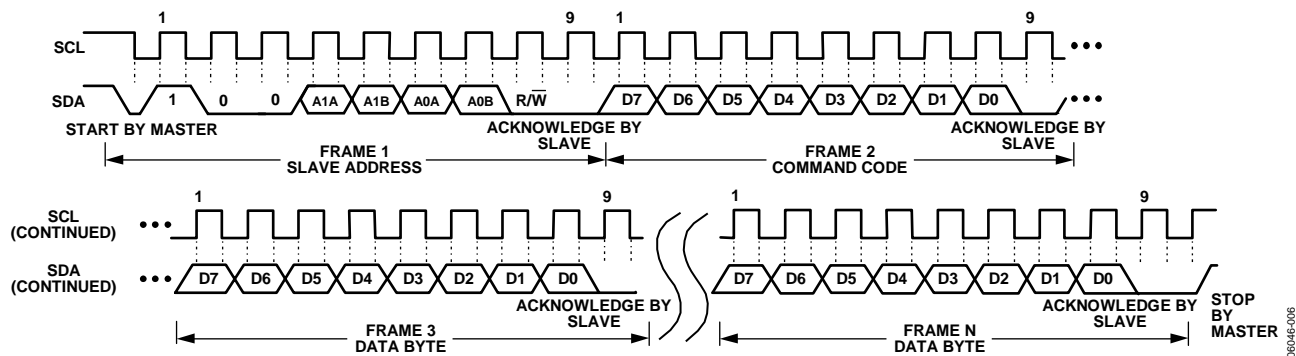 1 9 1 9
SCL
SDA 1 0 0 A1A A1B A0A A0B R/W̅ D7 D6 D5 D4 D3 D2 D1 D0
START BY MASTER ACKNOWLEDGE BY SLAVE ACKNOWLEDGE BY SLAVE
FRAME 1
SLAVE ADDRESS
FRAME 2
COMMAND CODE
1 9 1 9
SCL
(CONTINUED)
SDA
(CONTINUED)
D7 D6 D5 D4 D3 D2 D1 D0 D7 D6 D5 D4 D3 D2 D1 D0
ACKNOWLEDGE BY
SLAVE
ACKNOWLEDGE BY
SLAVE
STOP
BY
MASTER
FRAME 3
DATA BYTE
FRAME N
DATA BYTE
06046-006